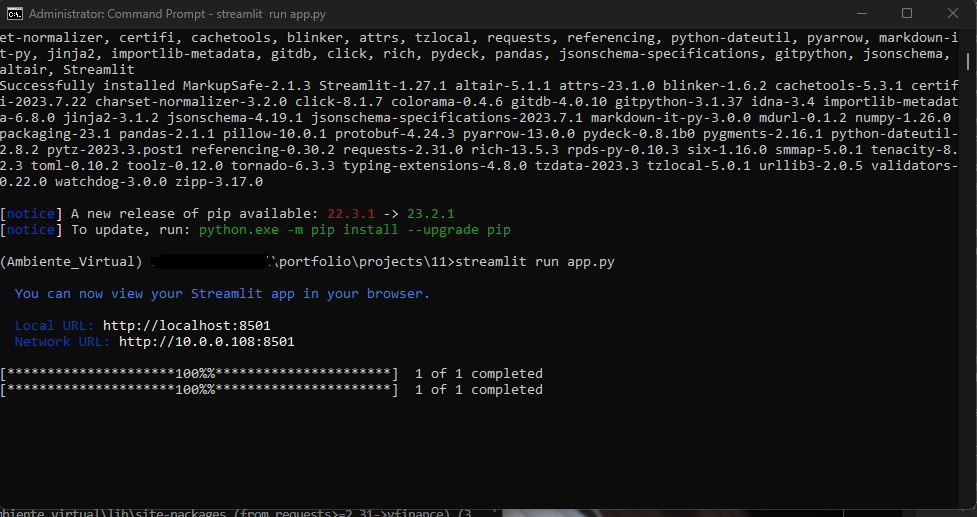 Administrator: Command Prompt - streamlit run app.py
et-normalizer, certifi, cachetools, blinker, attrs, tzlocal, requests, referencing, python-dateutil, pyarrow, markdown-i
t-py, jinja2, importlib-metadata, gitdb, click, rich, pydeck, pandas, jsonschema-specifications, gitpython, jsonschema,
altair, Streamlit
Successfully installed MarkupSafe-2.1.3 Streamlit-1.27.1 altair-5.1.1 attrs-23.1.0 blinker-1.6.2 cachetools-5.3.1 certif
i-2023.7.22 charset-normalizer-3.2.0 click-8.1.7 colorama-0.4.6 gitdb-4.0.10 gitpython-3.1.37 idna-3.4 importlib-metadat
a-6.8.0 jinja2-3.1.2 jsonschema-4.19.1 jsonschema-specifications-2023.7.1 markdown-it-py-3.0.0 mdurl-0.1.2 numpy-1.26.0
packaging-23.1 pandas-2.1.1 pillow-10.0.1 protobuf-4.24.3 pyarrow-13.0.0 pydeck-0.8.1b0 pygments-2.16.1 python-dateutil-
2.8.2 pytz-2023.3.post1 referencing-0.30.2 requests-2.31.0 rich-13.5.3 rpds-py-0.10.3 six-1.16.0 smmap-5.0.1 tenacity-8.
2.3 toml-0.10.2 toolz-0.12.0 tornado-6.3.3 typing-extensions-4.8.0 tzdata-2023.3 tzlocal-5.0.1 urllib3-2.0.5 validators-
0.22.0 watchdog-3.0.0 zipp-3.17.0
[notice] A new release of pip available: 22.3.1 -> 23.2.1
[notice] To update, run: python.exe -m pip install --upgrade pip
(Ambiente_Virtual) \portfolio\projects\11>streamlit run app.py
You can now view your Streamlit app in your browser.
Local URL: http://localhost:8501
Network URL: http://10.0.0.108:8501
[*********************100%%**********************]  1 of 1 completed
[*********************100%%**********************]  1 of 1 completed
mbiente_virtual\lib\site-packages (from requests>=2.31->yfinance) (3